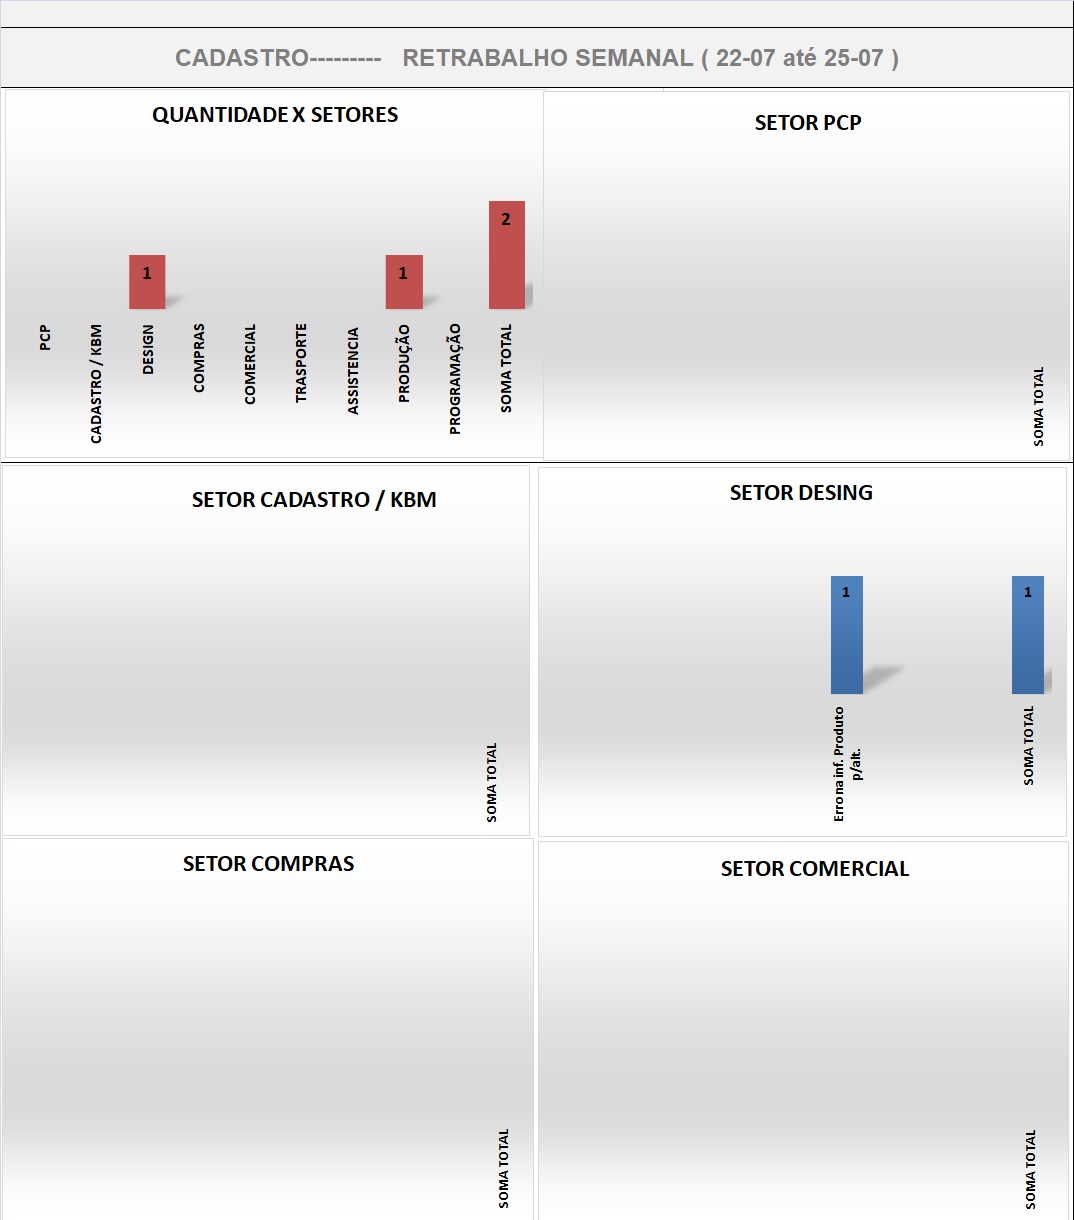 CADASTRO--------- RETRABALHO SEMANAL ( 22-07 até 25-07 )
QUANTIDADE X SETORES
2
1
1
PCP
CADASTRO / KBM
DESIGN
COMPRAS
COMERCIAL
TRASPORTE
ASSISTENCIA
PRODUÇÃO
PROGRAMAÇÃO
SOMA TOTAL
SETOR PCP
SOMA TOTAL
SETOR CADASTRO / KBM
SOMA TOTAL
SETOR DESING
1
1
Erro na inf. Produto
p/alt.
SOMA TOTAL
SETOR COMPRAS
SOMA TOTAL
SETOR COMERCIAL
SOMA TOTAL